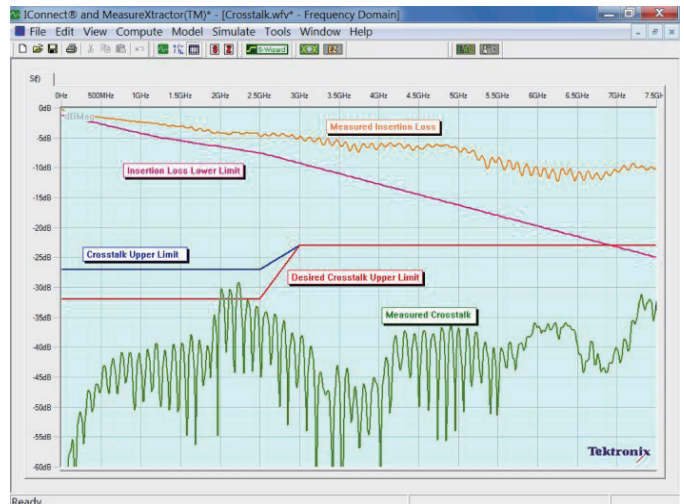 IConnect® and MeasureXtractor(TM)* - [Crosstalk.wfv* - Frequency Domain]
File Edit View Compute Model Simulate Tools Window Help
S-Wizard
EZ
S(f)
0Hz 500MHz 1GHz 1.5GHz 2GHz 2.5GHz 3GHz 3.5GHz 4GHz 4.5GHz 5GHz 5.5GHz 6GHz 6.5GHz 7GHz 7.5GH
0dB
dBMag
Measured Insertion Loss
-5dB
-10dB
Insertion Loss Lower Limit
-15dB
-20dB
Crosstalk Upper Limit
-25dB
Desired Crosstalk Upper Limit
-30dB
Measured Crosstalk
-35dB
-40dB
-45dB
-50dB
-55dB
Tektronix
-60dB
Ready